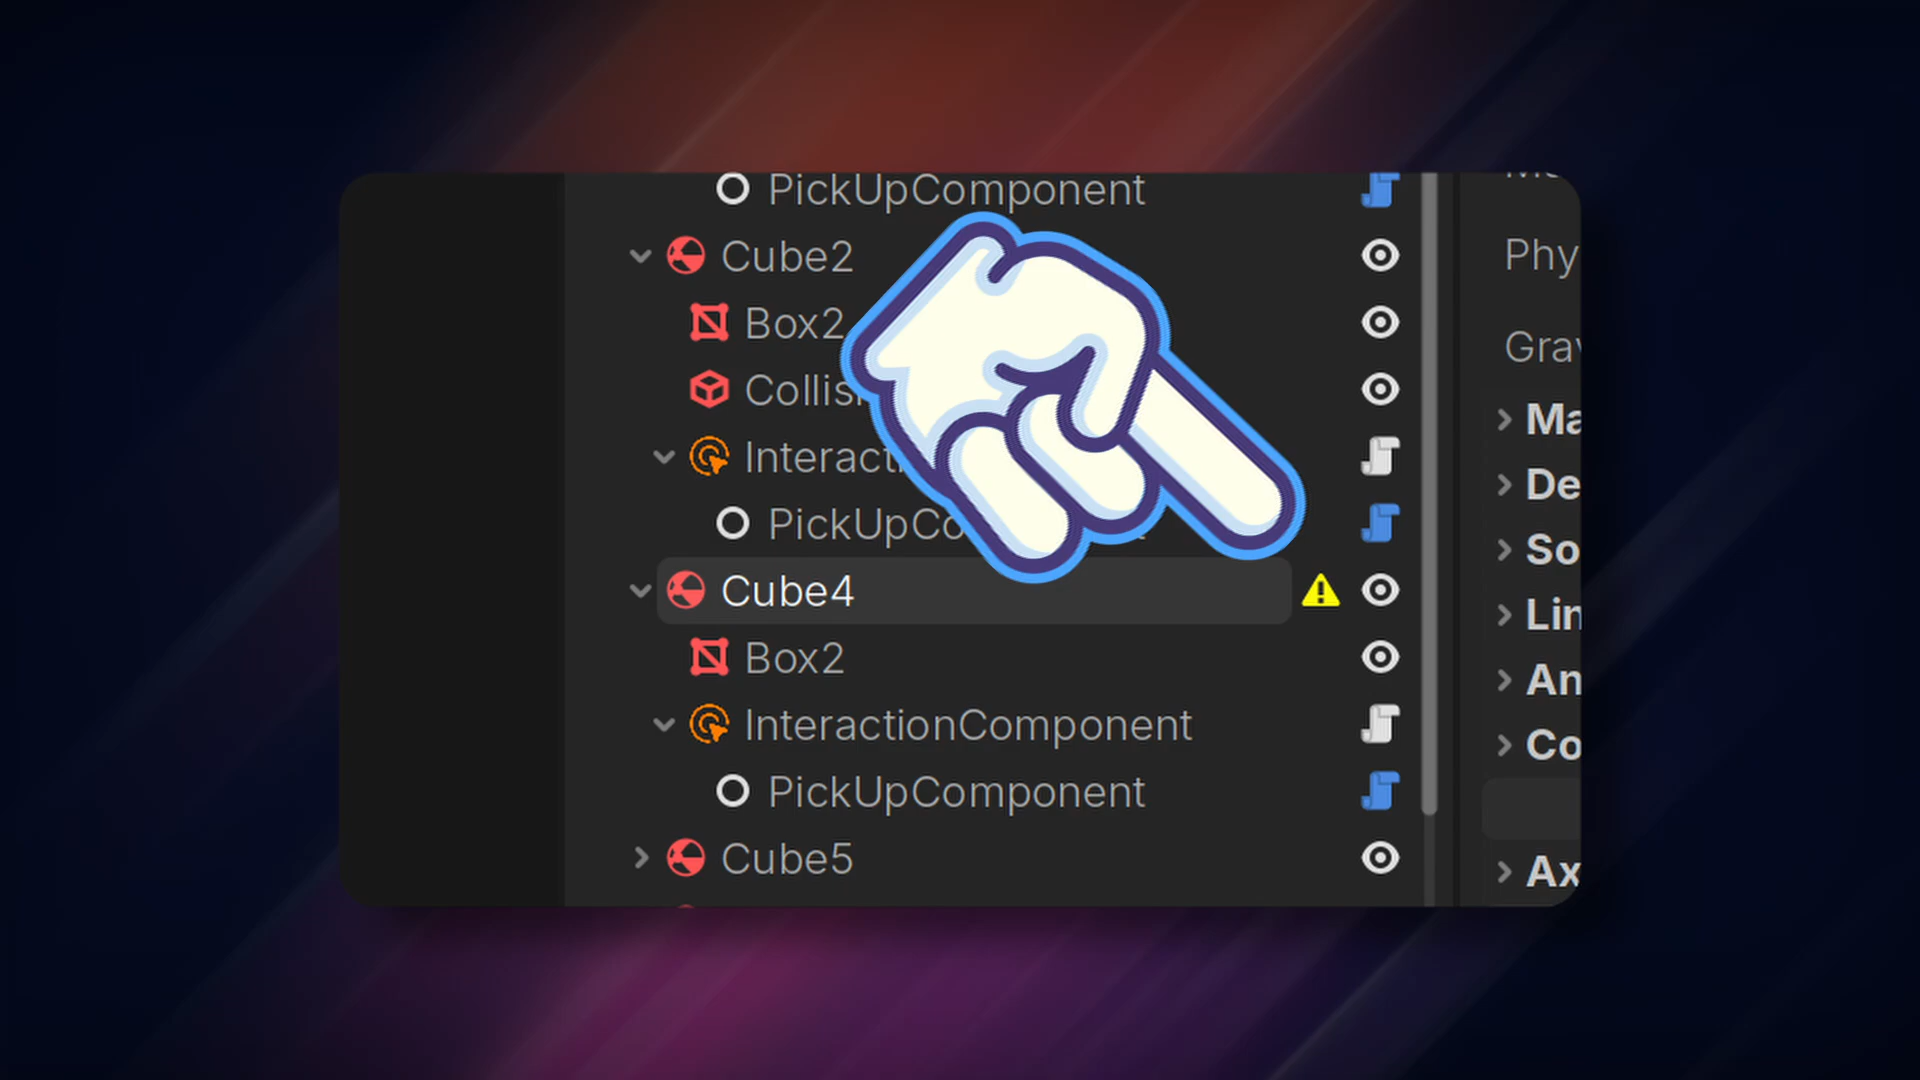 PickUpComponent
Cube2
Phy
Box2
Grav
Collis
Ma
Interact
De
PickUpCo
So
Cube4
Lin
Box2
An
InteractionComponent
Co
PickUpComponent
Cube5
Ax